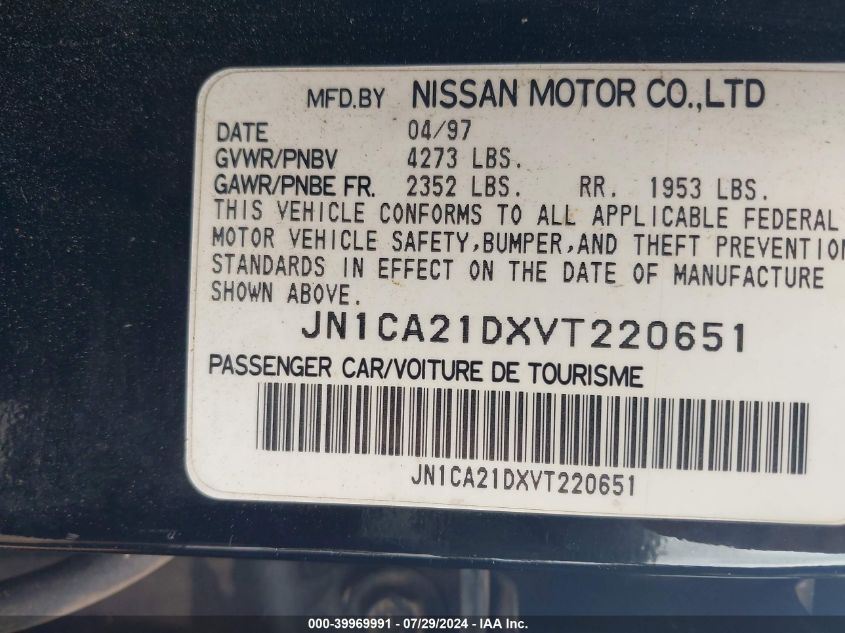 MFD.BY NISSAN MOTOR CO.,LTD
DATE 04/97
GVWR/PNBV 4273 LBS.
GAWR/PNBE FR. 2352 LBS. RR. 1953 LBS.
THIS VEHICLE CONFORMS TO ALL APPLICABLE FEDERAL
MOTOR VEHICLE SAFETY,BUMPER,AND THEFT PREVENTION
STANDARDS IN EFFECT ON THE DATE OF MANUFACTURE
SHOWN ABOVE.
JN1CA21DXVT220651
PASSENGER CAR/VOITURE DE TOURISME
JN1CA21DXVT220651
000-39969991 - 07/29/2024 - IAA Inc.